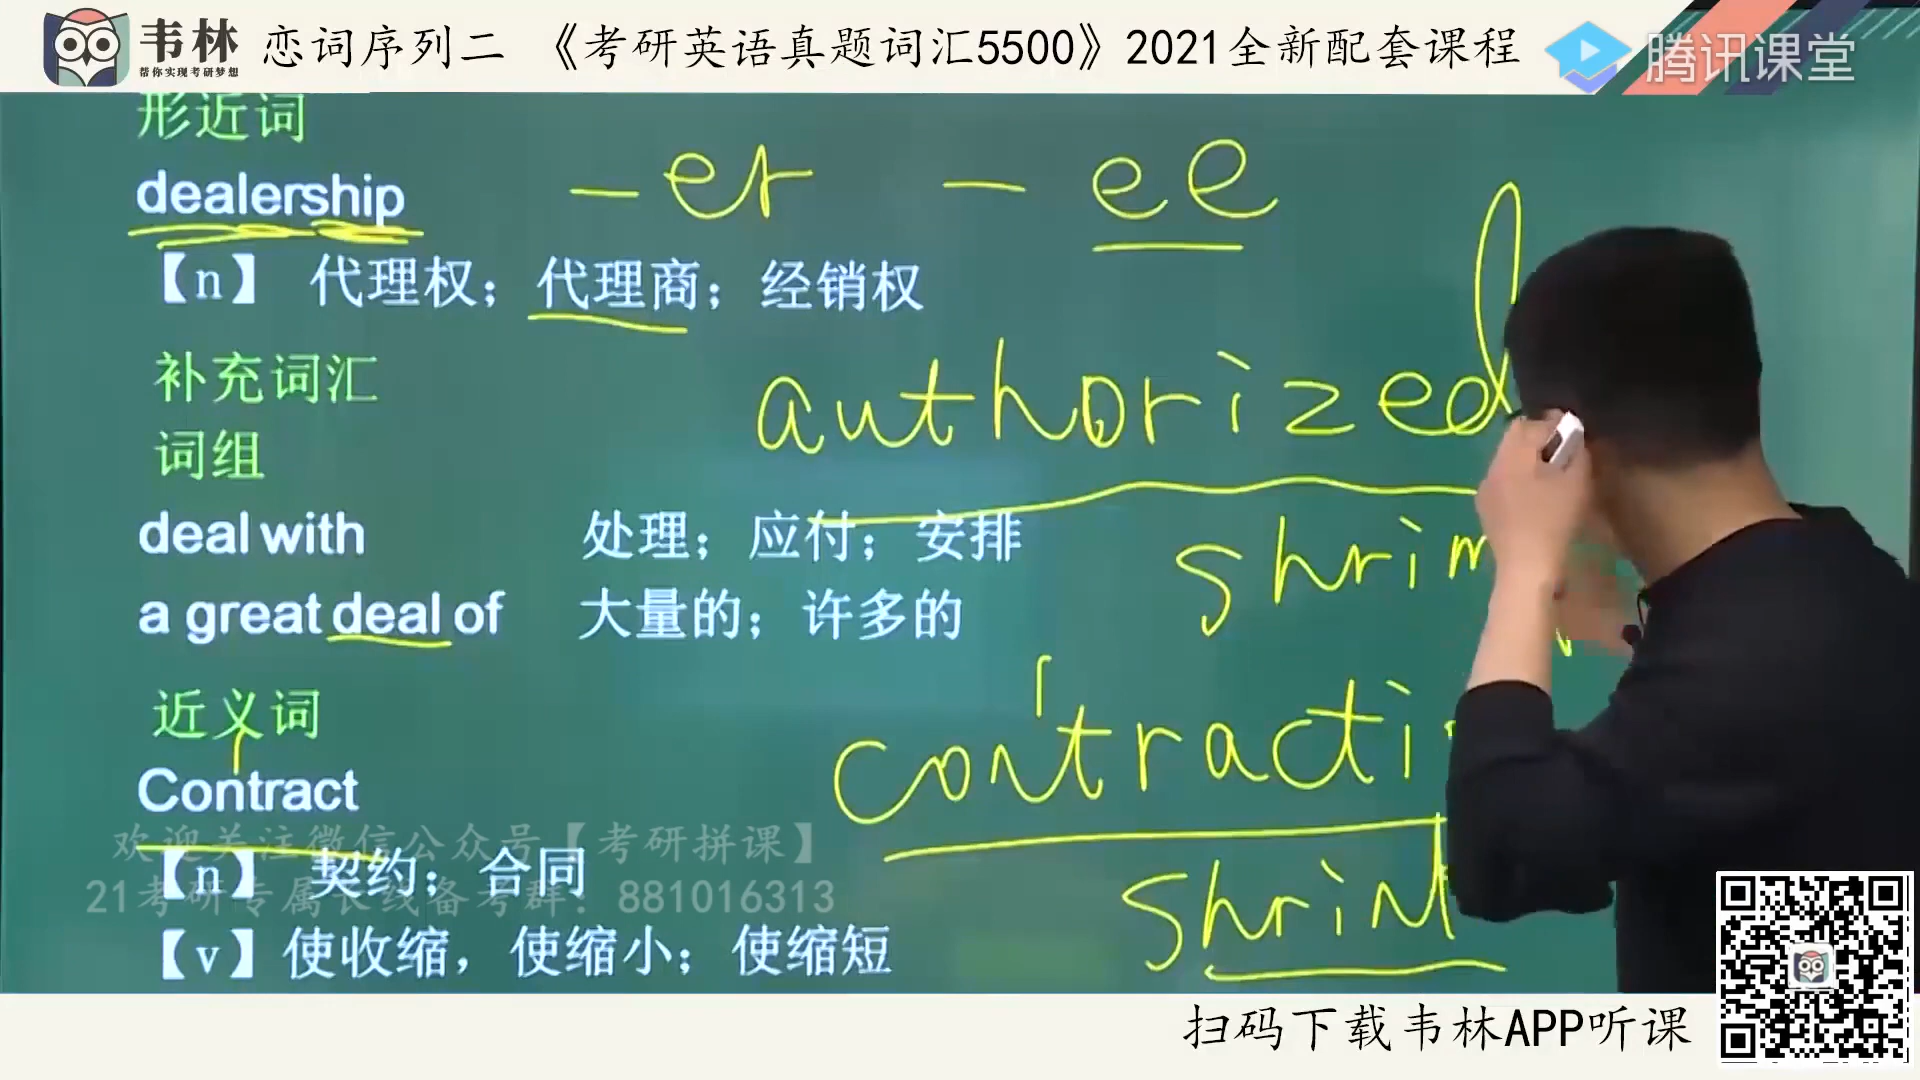 韦林
帮你实现考研梦想
恋词序列二 《考研英语真题词汇5500》2021全新配套课程
腾讯课堂
形近词
dealership
-er -ee
【n】 代理权；代理商；经销权
补充词汇
authorized
词组
deal with 处理；应付；安排
a great deal of 大量的；许多的
近义词
Contract
欢迎关注微信公众号【考研拼课】
【n】 契约；合同
21考研专属长线备考群：881016313
【v】使收缩，使缩小；使缩短
扫码下载韦林APP听课